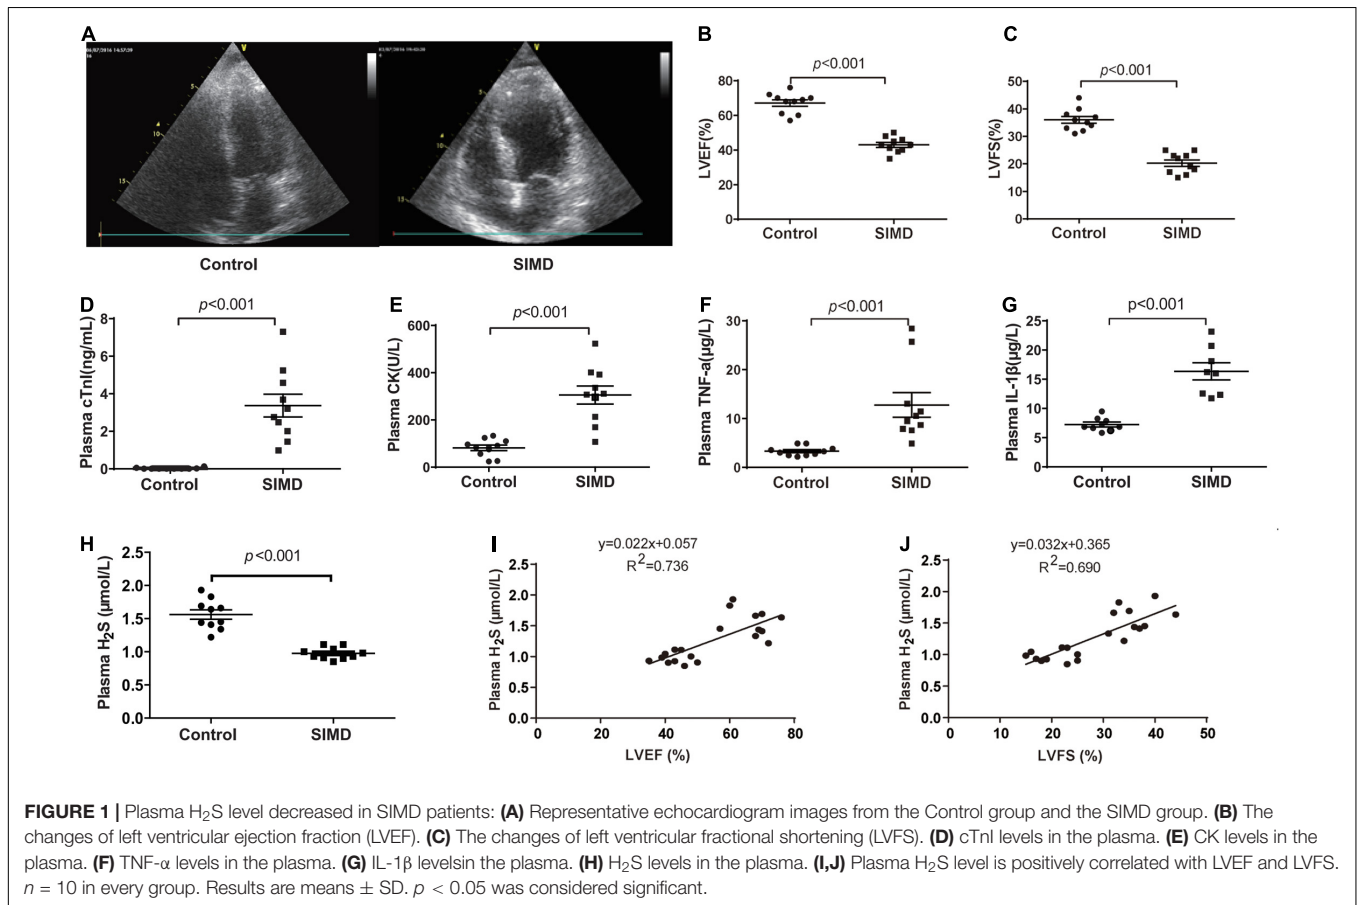 A
V
5
10
15
Control
V
5
10
15
SIMD
B
p<0.001
80
60
40
20
0
LVEF(%)
Control
SIMD
C
p<0.001
50
40
30
20
10
0
LVFS(%)
Control
SIMD
D
p<0.001
8
6
4
2
0
Plasma cTnI(ng/mL)
Control
SIMD
E
p<0.001
600
400
200
0
Plasma CK(U/L)
Control
SIMD
F
p<0.001
30
20
10
0
Plasma TNF-a(µg/L)
Control
SIMD
G
p<0.001
25
20
15
10
5
0
Plasma IL-1β(µg/L)
Control
SIMD
H
p<0.001
2.5
2.0
1.5
1.0
0.5
0.0
Plasma H2S (µmol/L)
Control
SIMD
I
y=0.022x+0.057
R2=0.736
2.5
2.0
1.5
1.0
0.5
0.0
Plasma H2S (µmol/L)
0 20 40 60 80
LVEF (%)
J
y=0.032x+0.365
R2=0.690
2.5
2.0
1.5
1.0
0.5
0.0
Plasma H2S (µmol/L)
0 10 20 30 40 50
LVFS (%)
FIGURE 1 | Plasma H2S level decreased in SIMD patients: (A) Representative echocardiogram images from the Control group and the SIMD group. (B) The
changes of left ventricular ejection fraction (LVEF). (C) The changes of left ventricular fractional shortening (LVFS). (D) cTnI levels in the plasma. (E) CK levels in the
plasma. (F) TNF-α levels in the plasma. (G) IL-1β levelsin the plasma. (H) H2S levels in the plasma. (I,J) Plasma H2S level is positively correlated with LVEF and LVFS.
n = 10 in every group. Results are means ± SD. p < 0.05 was considered significant.